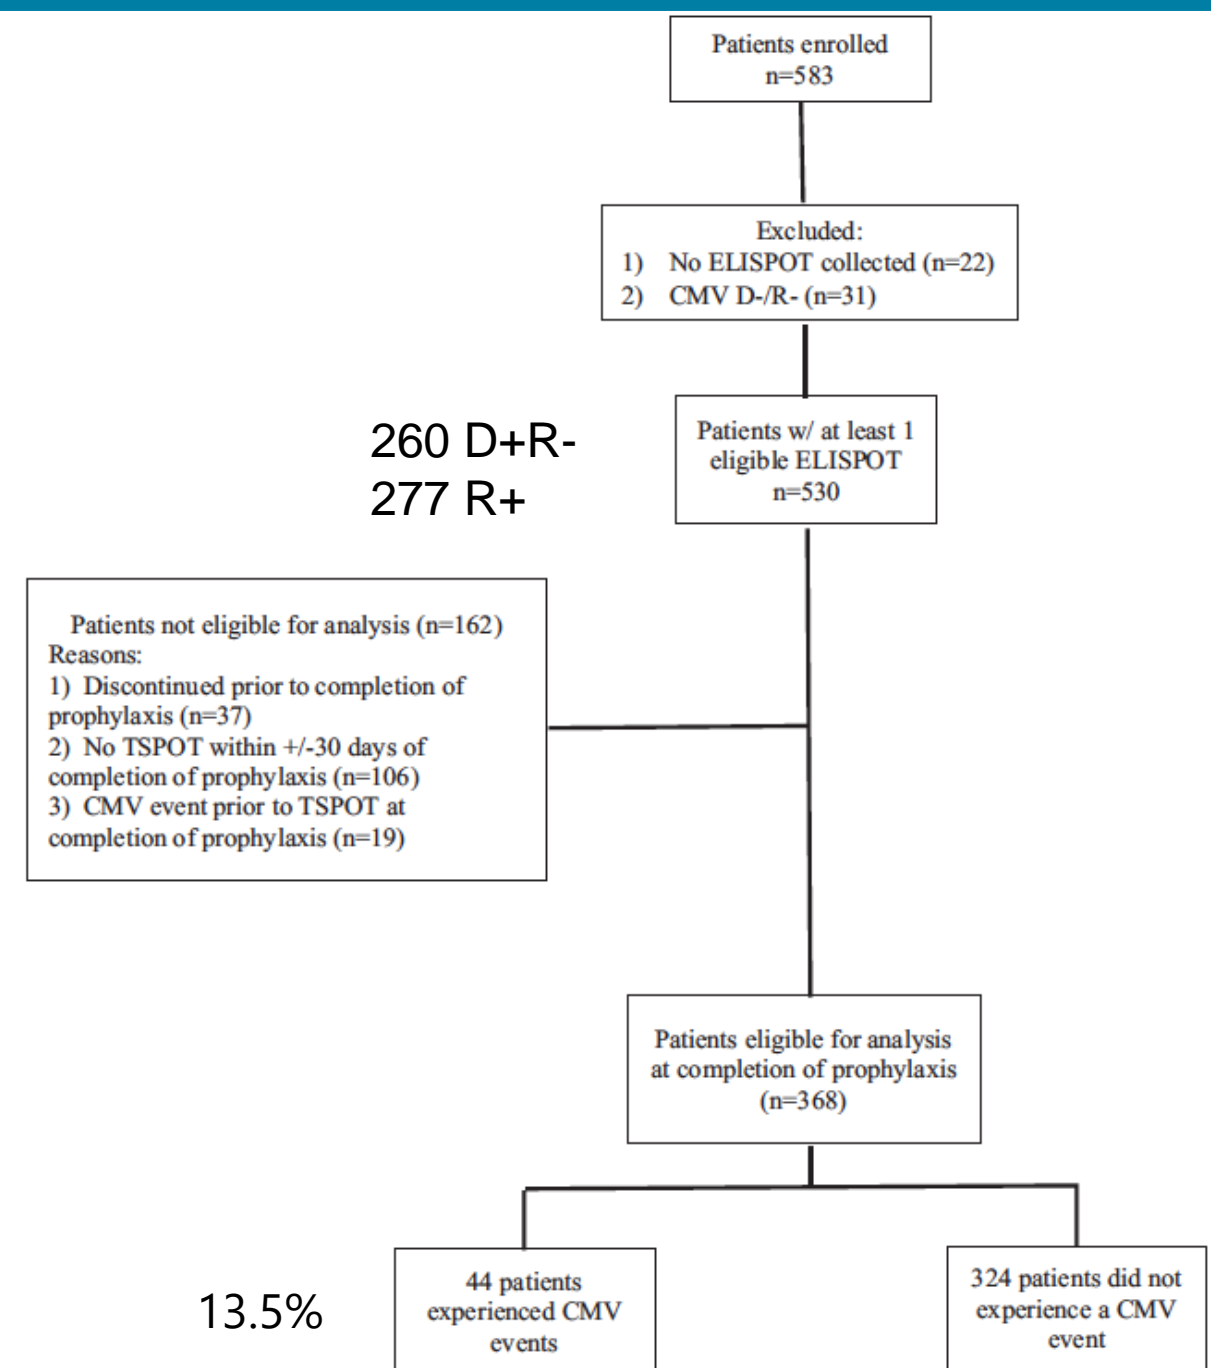 Patients enrolled
n=583
Excluded:
1) No ELISPOT collected (n=22)
2) CMV D-/R- (n=31)
260 D+R-
277 R+
Patients w/ at least 1
eligible ELISPOT
n=530
Patients not eligible for analysis (n=162)
Reasons:
1) Discontinued prior to completion of
prophylaxis (n=37)
2) No TSPOT within +/-30 days of
completion of prophylaxis (n=106)
3) CMV event prior to TSPOT at
completion of prophylaxis (n=19)
Patients eligible for analysis
at completion of prophylaxis
(n=368)
13.5%
44 patients
experienced CMV
events
324 patients did not
experience a CMV
event